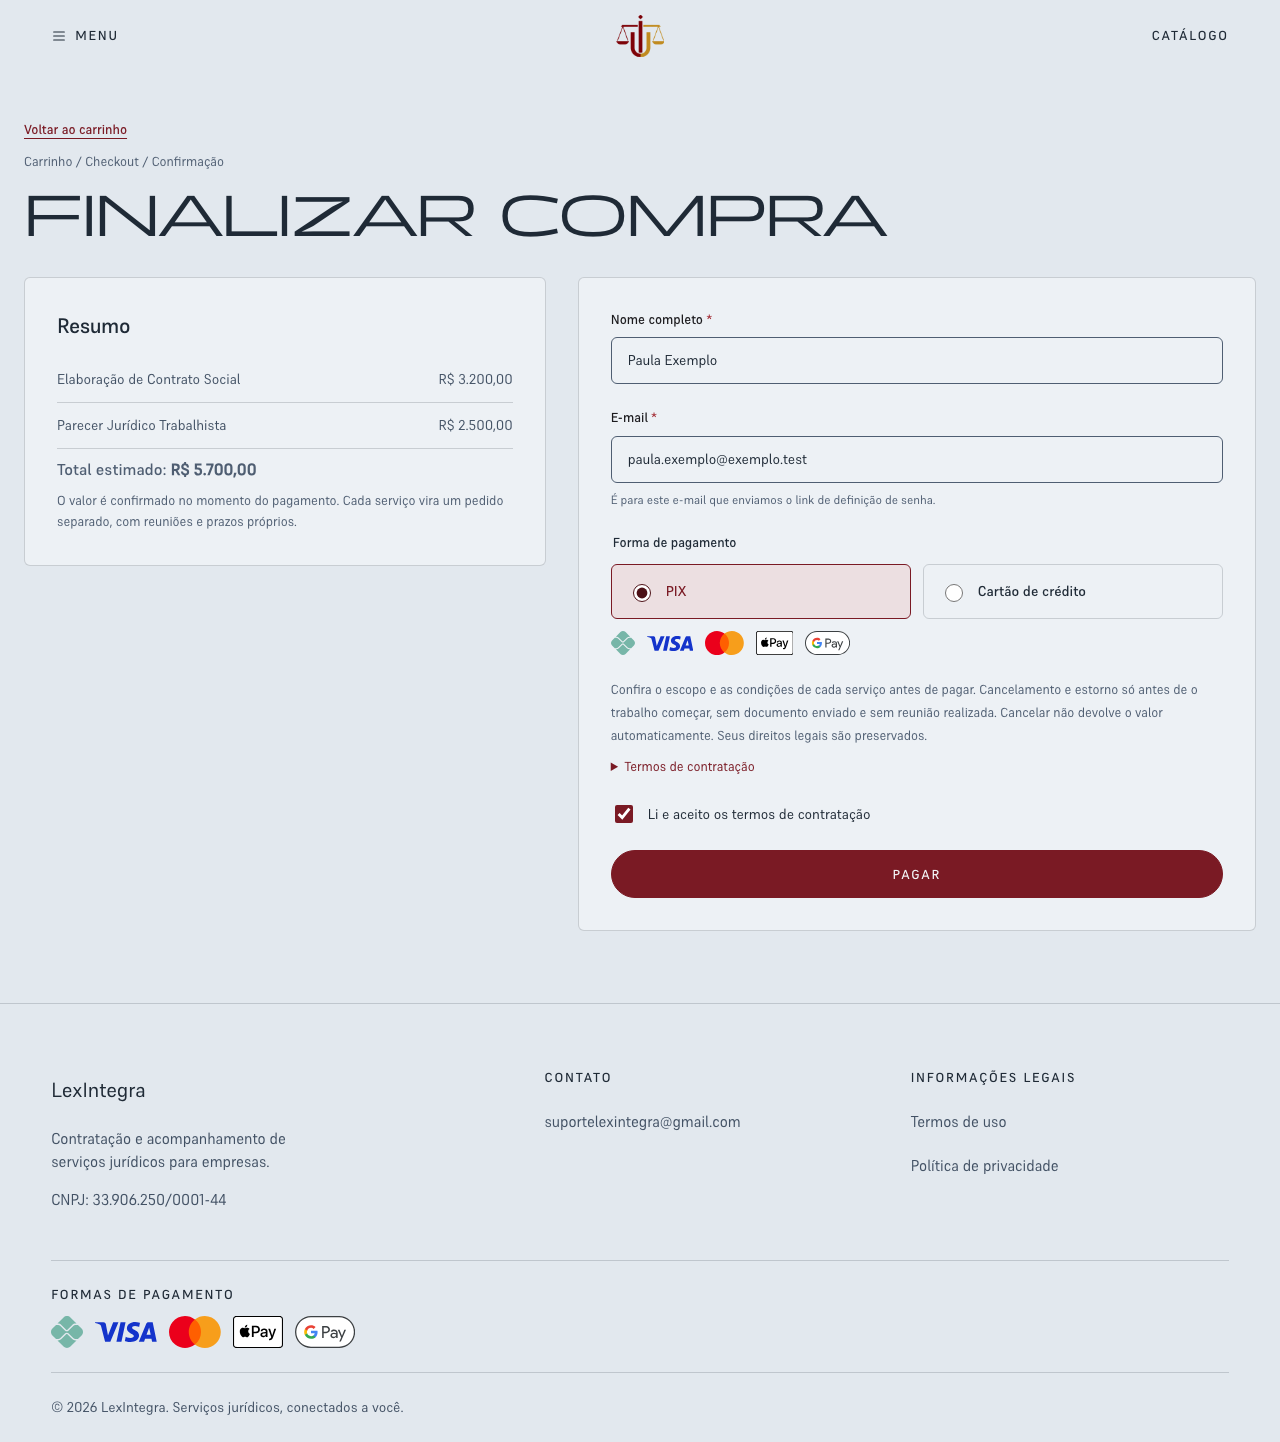 MENU
CATÁLOGO
Voltar ao carrinho
Carrinho / Checkout / Confirmação
FINALIZAR COMPRA
Resumo
Elaboração de Contrato Social R$ 3.200,00
Parecer Jurídico Trabalhista R$ 2.500,00
Total estimado: R$ 5.700,00
O valor é confirmado no momento do pagamento. Cada serviço vira um pedido
separado, com reuniões e prazos próprios.
Nome completo *
Paula Exemplo
E-mail *
paula.exemplo@exemplo.test
É para este e-mail que enviamos o link de definição de senha.
Forma de pagamento
PIX
Cartão de crédito
VISA Pay G Pay
Confira o escopo e as condições de cada serviço antes de pagar. Cancelamento e estorno só antes de o
trabalho começar, sem documento enviado e sem reunião realizada. Cancelar não devolve o valor
automaticamente. Seus direitos legais são preservados.
Termos de contratação
Li e aceito os termos de contratação
PAGAR
LexIntegra
Contratação e acompanhamento de
serviços jurídicos para empresas.
CNPJ: 33.906.250/0001-44
CONTATO
suportelexintegra@gmail.com
INFORMAÇÕES LEGAIS
Termos de uso
Política de privacidade
FORMAS DE PAGAMENTO
VISA Pay G Pay
© 2026 LexIntegra. Serviços jurídicos, conectados a você.